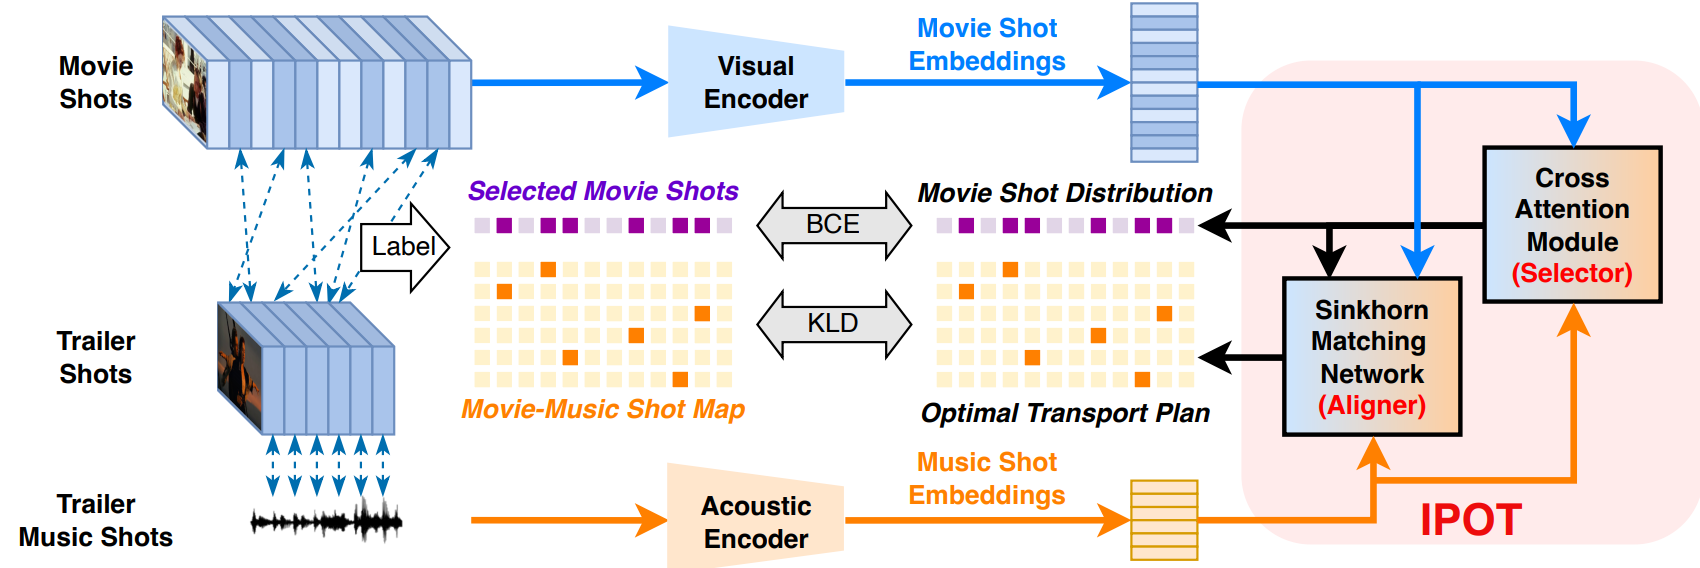 Movie
Shots
Visual
Encoder
Movie Shot
Embeddings
Selected Movie Shots
BCE
Movie Shot Distribution
Cross
Attention
Module
(Selector)
Label
KLD
Sinkhorn
Matching
Network
(Aligner)
Trailer
Shots
Movie-Music Shot Map
Optimal Transport Plan
Trailer
Music Shots
Acoustic
Encoder
Music Shot
Embeddings
IPOT